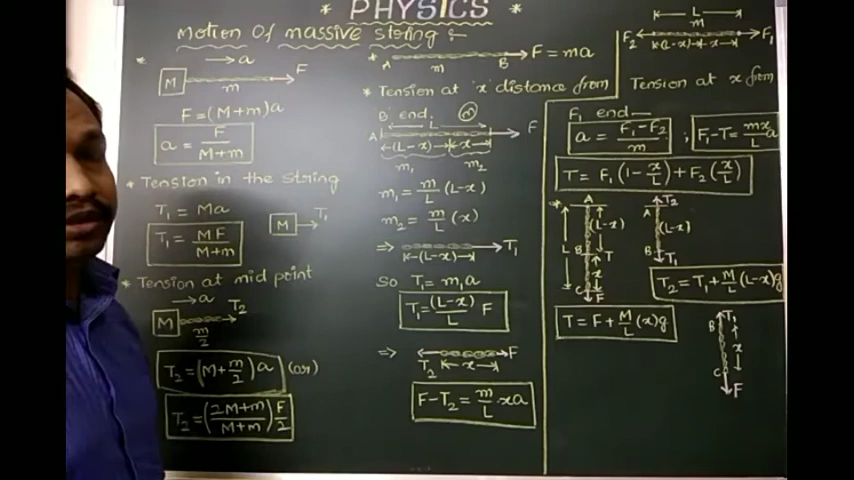 * PHYSICS *
Motion Of massive string :-
* → a
M m F
F = (M+m)a
a = F/(M+m)
* Tension in the string
T₁ = Ma
M → T₁
T₁ = MF/(M+m)
* Tension at mid point
→ a
M m/2 T₂
T₂ = (M + m/2) a (or)
T₂ = ((2M+m)/(M+m)) F/2
* A m B F = ma
* Tension at 'x' distance from
'B' end. m
L
A F
(L-x) x
m₁ m₂
m₁ = m/L (L-x)
m₂ = m/L (x)
⇒ T₁
(L-x)
So T₁ = m₁a
T₁ = (L-x)/L F
⇒ F
T₂ x
F - T₂ = m/L . xa
L
m
F₂ F₁
(L-x) x
Tension at x from
F₁ end
a = (F₁-F₂)/m ; F₁-T = mx/L a
T = F₁(1 - x/L) + F₂(x/L)
* A L (L-x) B T x C F
T₂ A (L-x) B T₁
T₂ = T₁ + M/L (L-x)g
T = F + M/L (x)g
T₁ B x C F